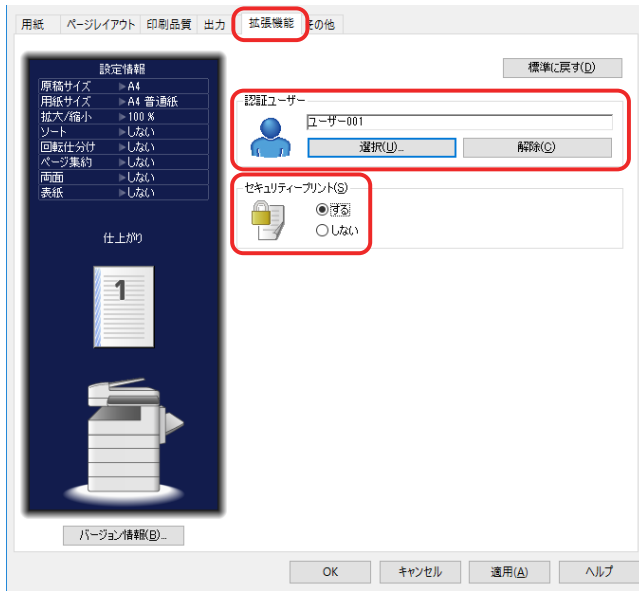 用紙 ページレイアウト 印刷品質 出力 拡張機能 その他
設定情報
原稿サイズ ▶A4
用紙サイズ ▶A4 普通紙
拡大/縮小 ▶100 %
ソート ▶しない
回転仕分け ▶しない
ページ集約 ▶しない
両面 ▶しない
表紙 ▶しない
仕上がり
1
バージョン情報(B)...
標準に戻す(D)
認証ユーザー
ユーザー001
選択(U)... 解除(C)
セキュリティープリント(S)
する
しない
OK キャンセル 適用(A) ヘルプ